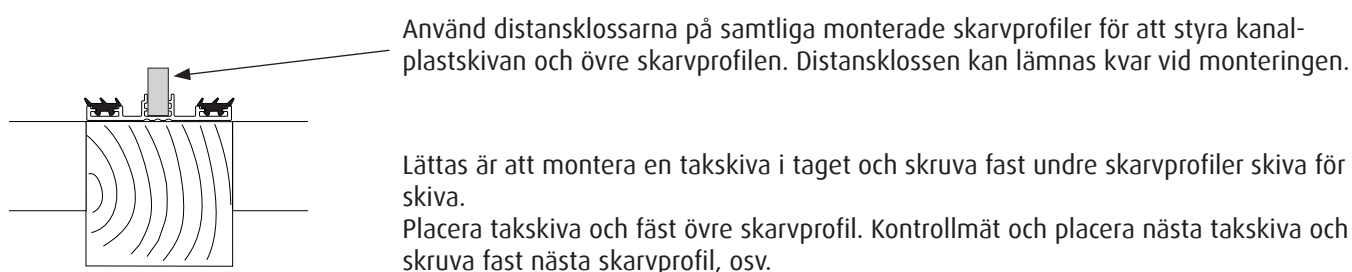 Använd distansklossarna på samtliga monterade skarvprofiler för att styra kanal-
plastskivan och övre skarvprofilen. Distansklossen kan lämnas kvar vid monteringen.
Lättas är att montera en takskiva i taget och skruva fast undre skarvprofiler skiva för
skiva.
Placera takskiva och fäst övre skarvprofil. Kontrollmät och placera nästa takskiva och
skruva fast nästa skarvprofil, osv.